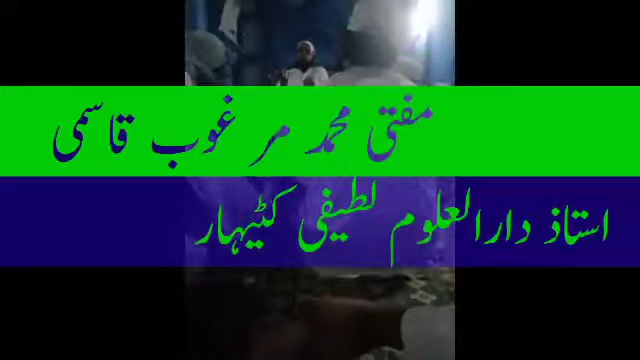 مفتی محمد مرغوب قاسمی
استاذ دارالعلوم لطیفی کٹیہار